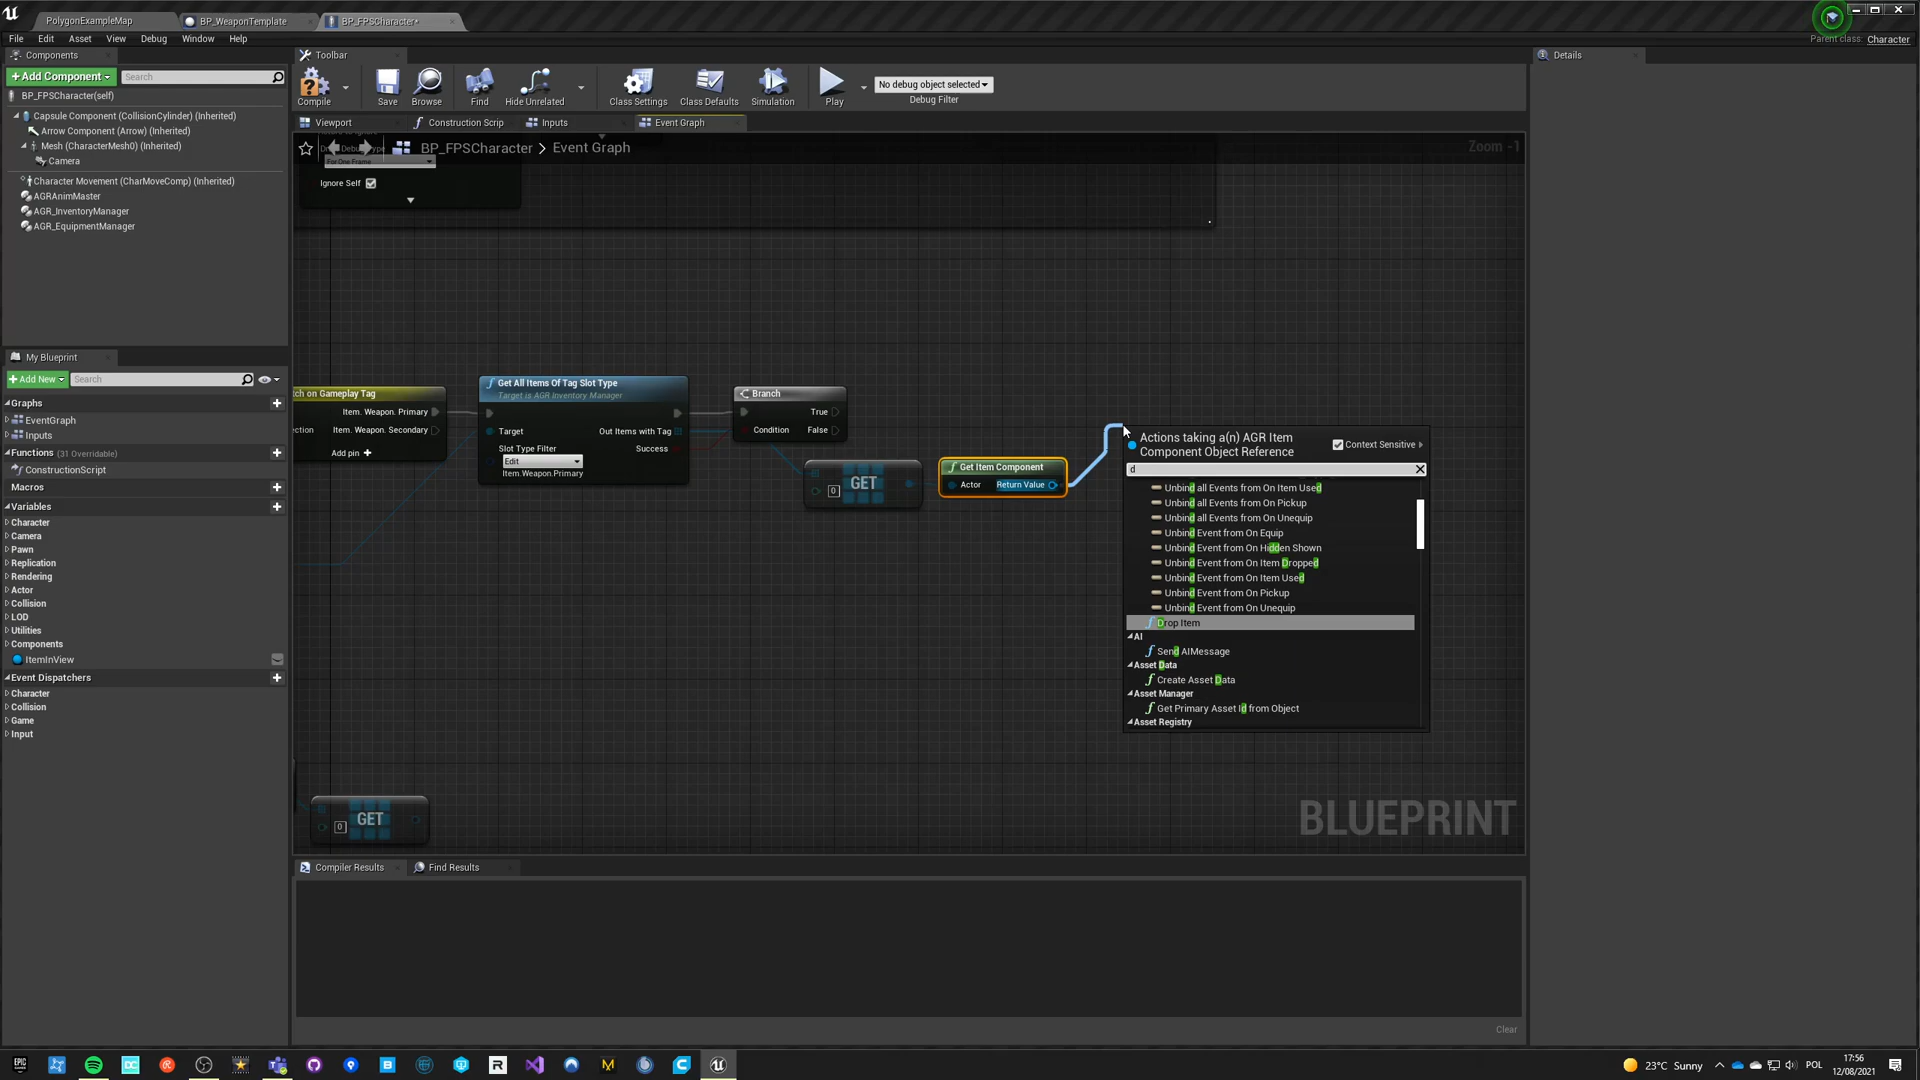 PolygonExampleMap
BP_WeaponTemplate
BP_FPSCharacter*
File Edit Asset View Debug Window Help
Parent class: Character
Components
+Add Component
Search
BP_FPSCharacter(self)
Capsule Component (CollisionCylinder) (Inherited)
Arrow Component (Arrow) (Inherited)
Mesh (CharacterMesh0) (Inherited)
Camera
Character Movement (CharMoveComp) (Inherited)
AGRAnimMaster
AGR_InventoryManager
AGR_EquipmentManager
My Blueprint
+Add New
Search
Graphs
EventGraph
Inputs
Functions (31 Overridable)
ConstructionScript
Macros
Variables
Character
Camera
Pawn
Replication
Rendering
Actor
Collision
LOD
Utilities
Components
ItemInView
Event Dispatchers
Character
Collision
Game
Input
Toolbar
Compile
Save
Browse
Find
Hide Unrelated
Class Settings
Class Defaults
Simulation
Play
No debug object selected
Debug Filter
Viewport
Construction Scrip
Inputs
Event Graph
BP_FPSCharacter > Event Graph
Zoom -1
For One Frame
Ignore Self
tch on Gameplay Tag
Item. Weapon. Primary
ection Item. Weapon. Secondary
Add pin +
Get All Items Of Tag Slot Type
Target is AGR Inventory Manager
Target
Out Items with Tag
Slot Type Filter
Success
Edit
Item.Weapon.Primary
Branch
True
Condition False
0 GET
Get Item Component
Actor Return Value
Actions taking a(n) AGR Item
Component Object Reference
Context Sensitive
d
Unbind all Events from On Item Used
Unbind all Events from On Pickup
Unbind all Events from On Unequip
Unbind Event from On Equip
Unbind Event from On Hidden Shown
Unbind Event from On Item Dropped
Unbind Event from On Item Used
Unbind Event from On Pickup
Unbind Event from On Unequip
Drop Item
AI
Send AIMessage
Asset Data
Create Asset Data
Asset Manager
Get Primary Asset Id from Object
Asset Registry
0 GET
BLUEPRINT
Compiler Results
Find Results
Clear
Details
23°C Sunny
POL
17:56
12/08/2021